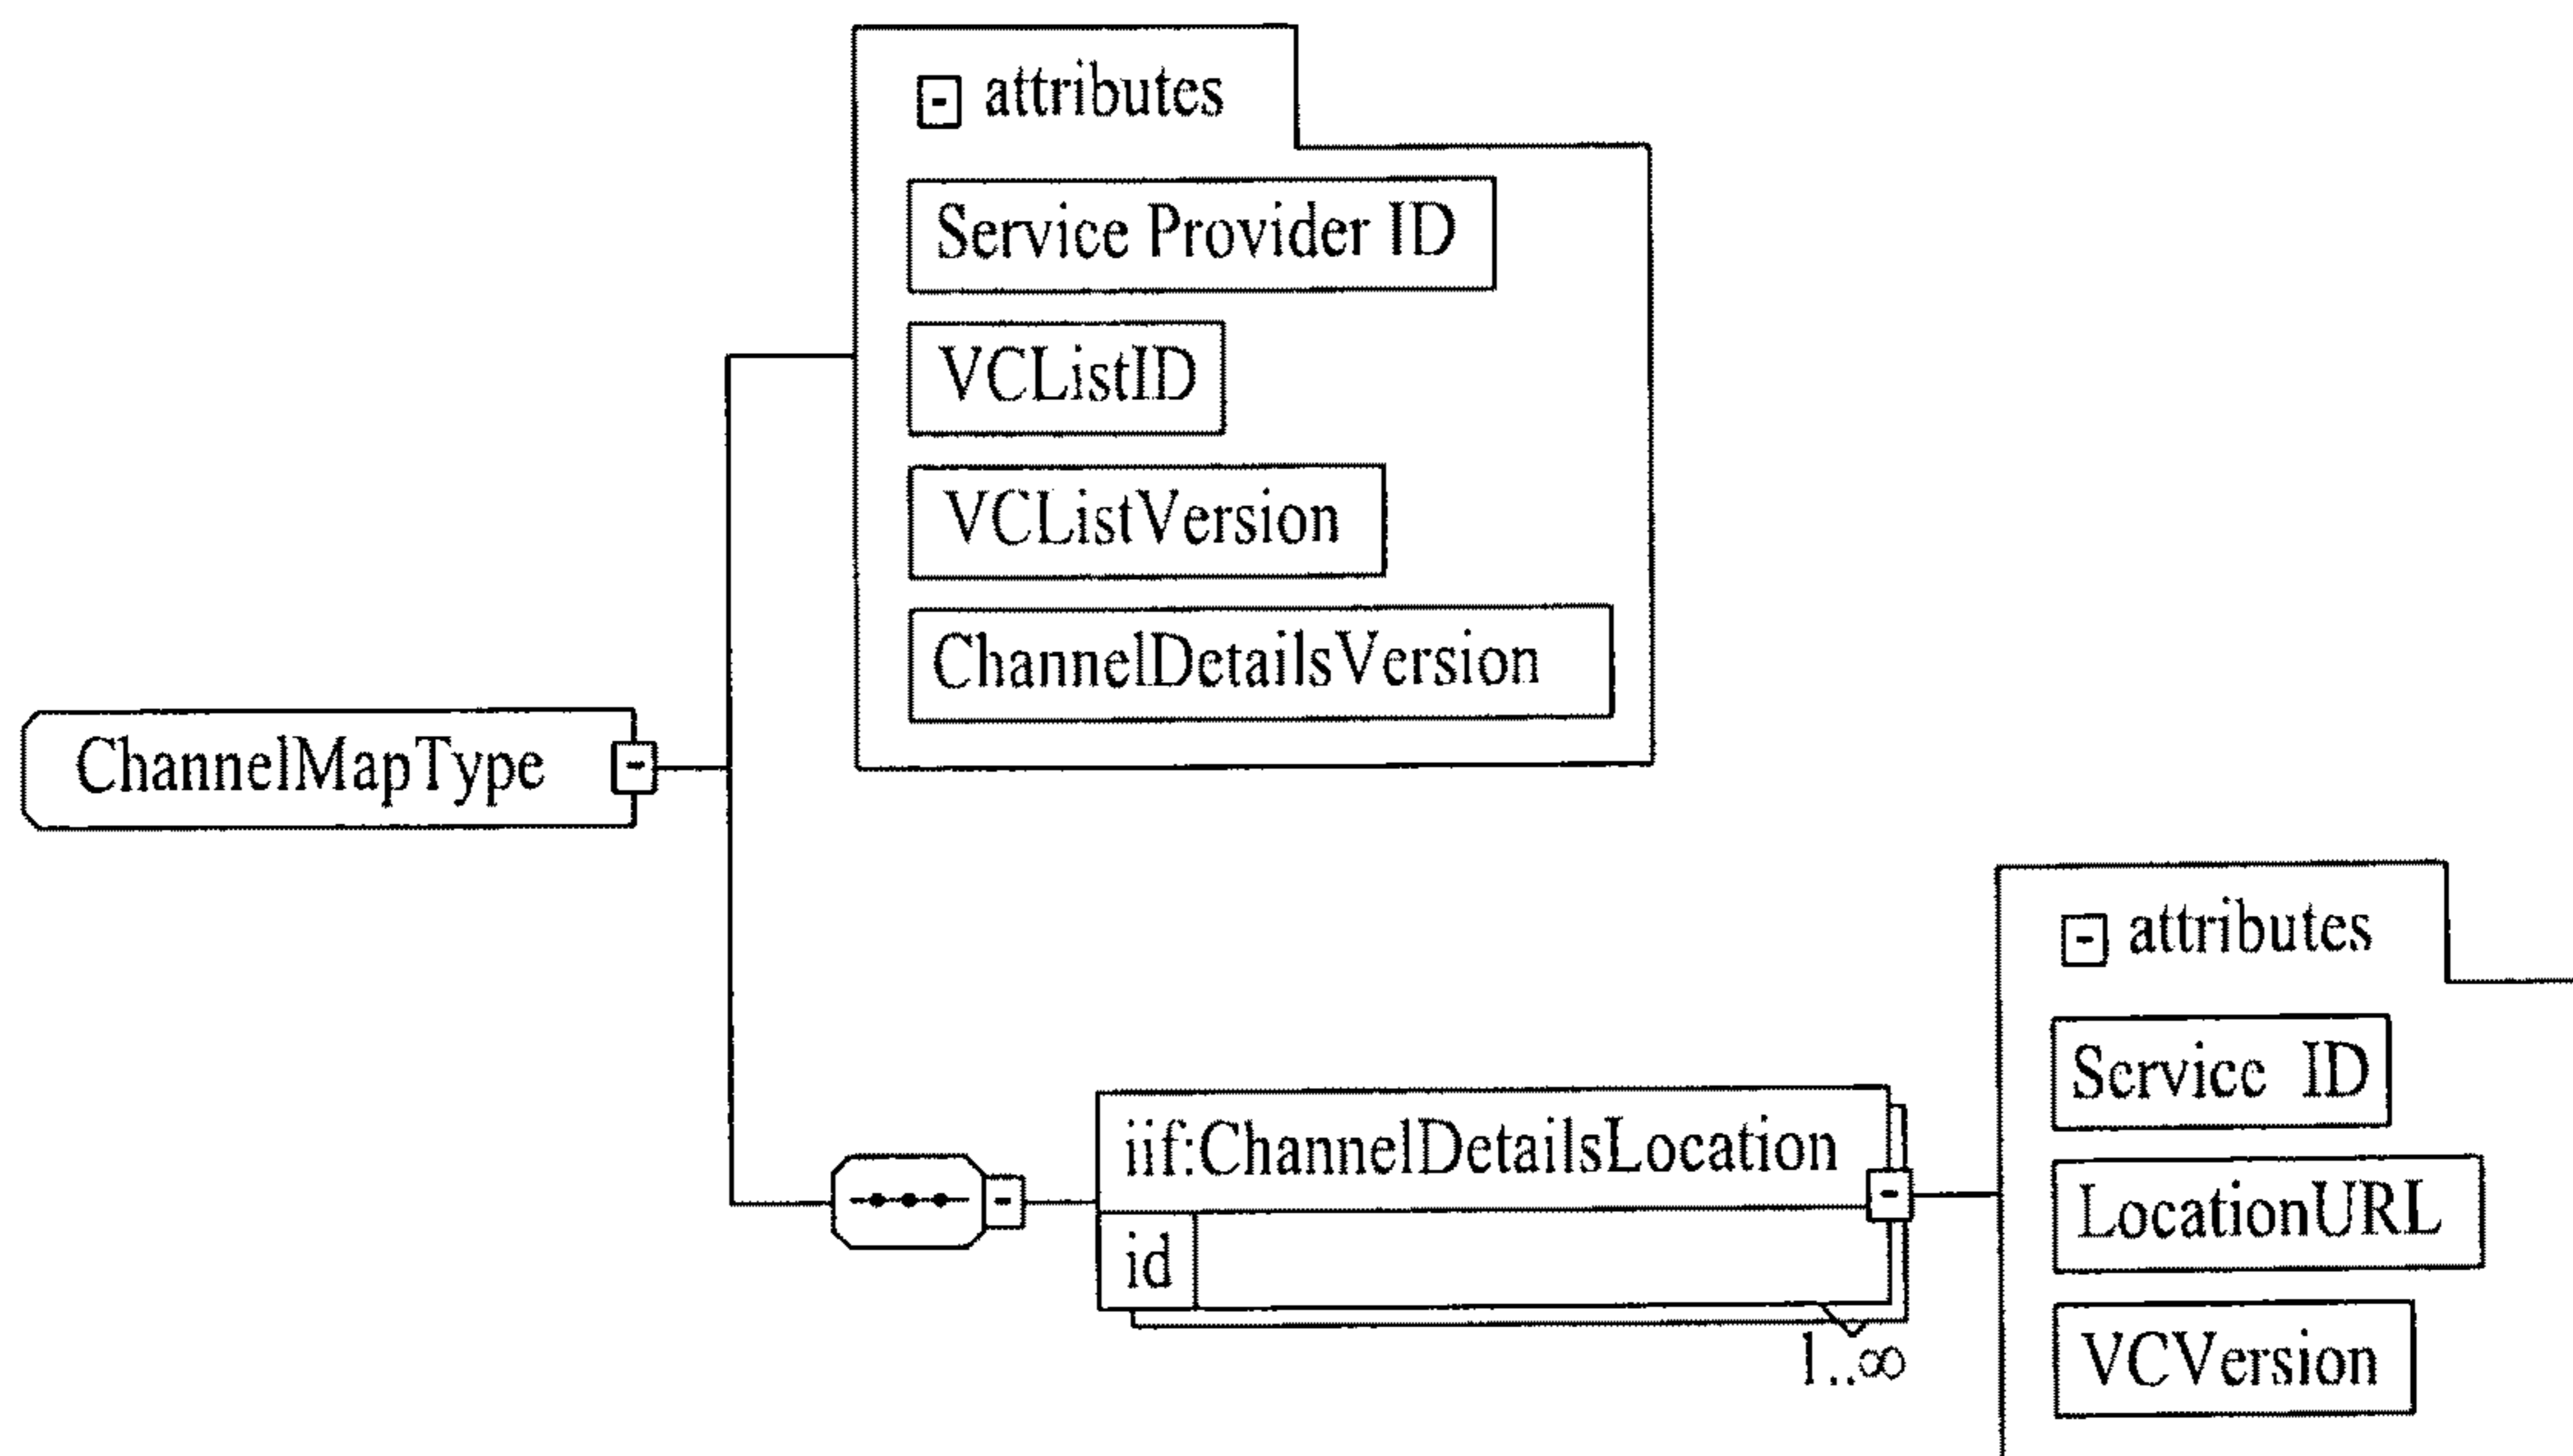 attributes
Service Provider ID
VCListID
VCListVersion
ChannelDetailsVersion
ChannelMapType
attributes
Service ID
iif:ChannelDetailsLocation
LocationURL
id
VCVersion
1..∞